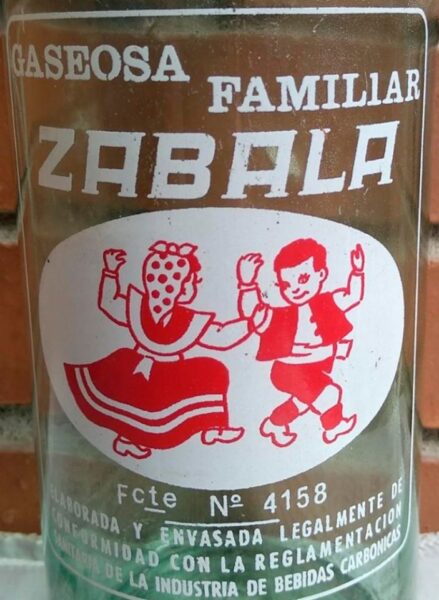 GASEOSA
FAMILIAR
ZABALA
Fcte Nº 4158
ELABORADA Y ENVASADA LEGALMENTE DE
CONFORMIDAD CON LA REGLAMENTACION
SANITARIA DE LA INDUSTRIA DE BEBIDAS CARBONICAS